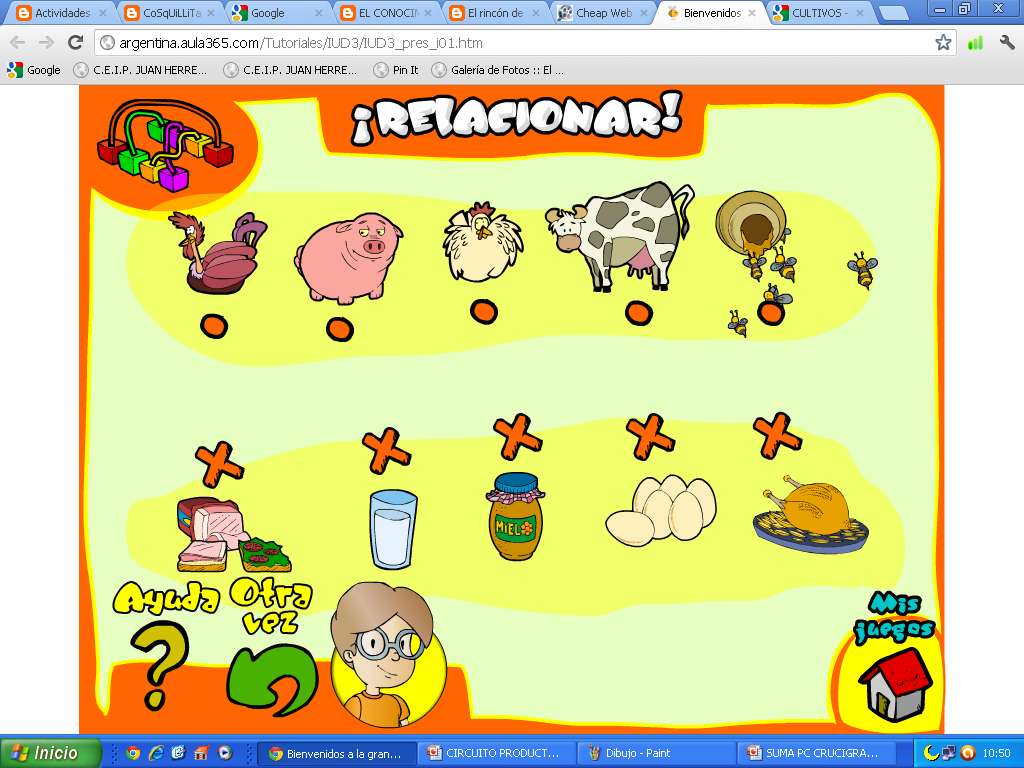 Actividades
CoSqUiLLiTa
Google
EL CONOCIN
El rincón de
Cheap Web
Bienvenidos
CULTIVOS -
argentina.aula365.com/Tutoriales/IUD3/IUD3_pres_i01.htm
Google
C.E.I.P. JUAN HERRE...
C.E.I.P. JUAN HERRE...
Pin It
Galería de Fotos :: El ...
¡RELACIONAR!
MIEL
Ayuda
Otra
vez
Mis
juegos
Inicio
Bienvenidos a la gran...
CIRCUITO PRODUCT...
Dibujo - Paint
SUMA PC CRUCIGRA...
10:50